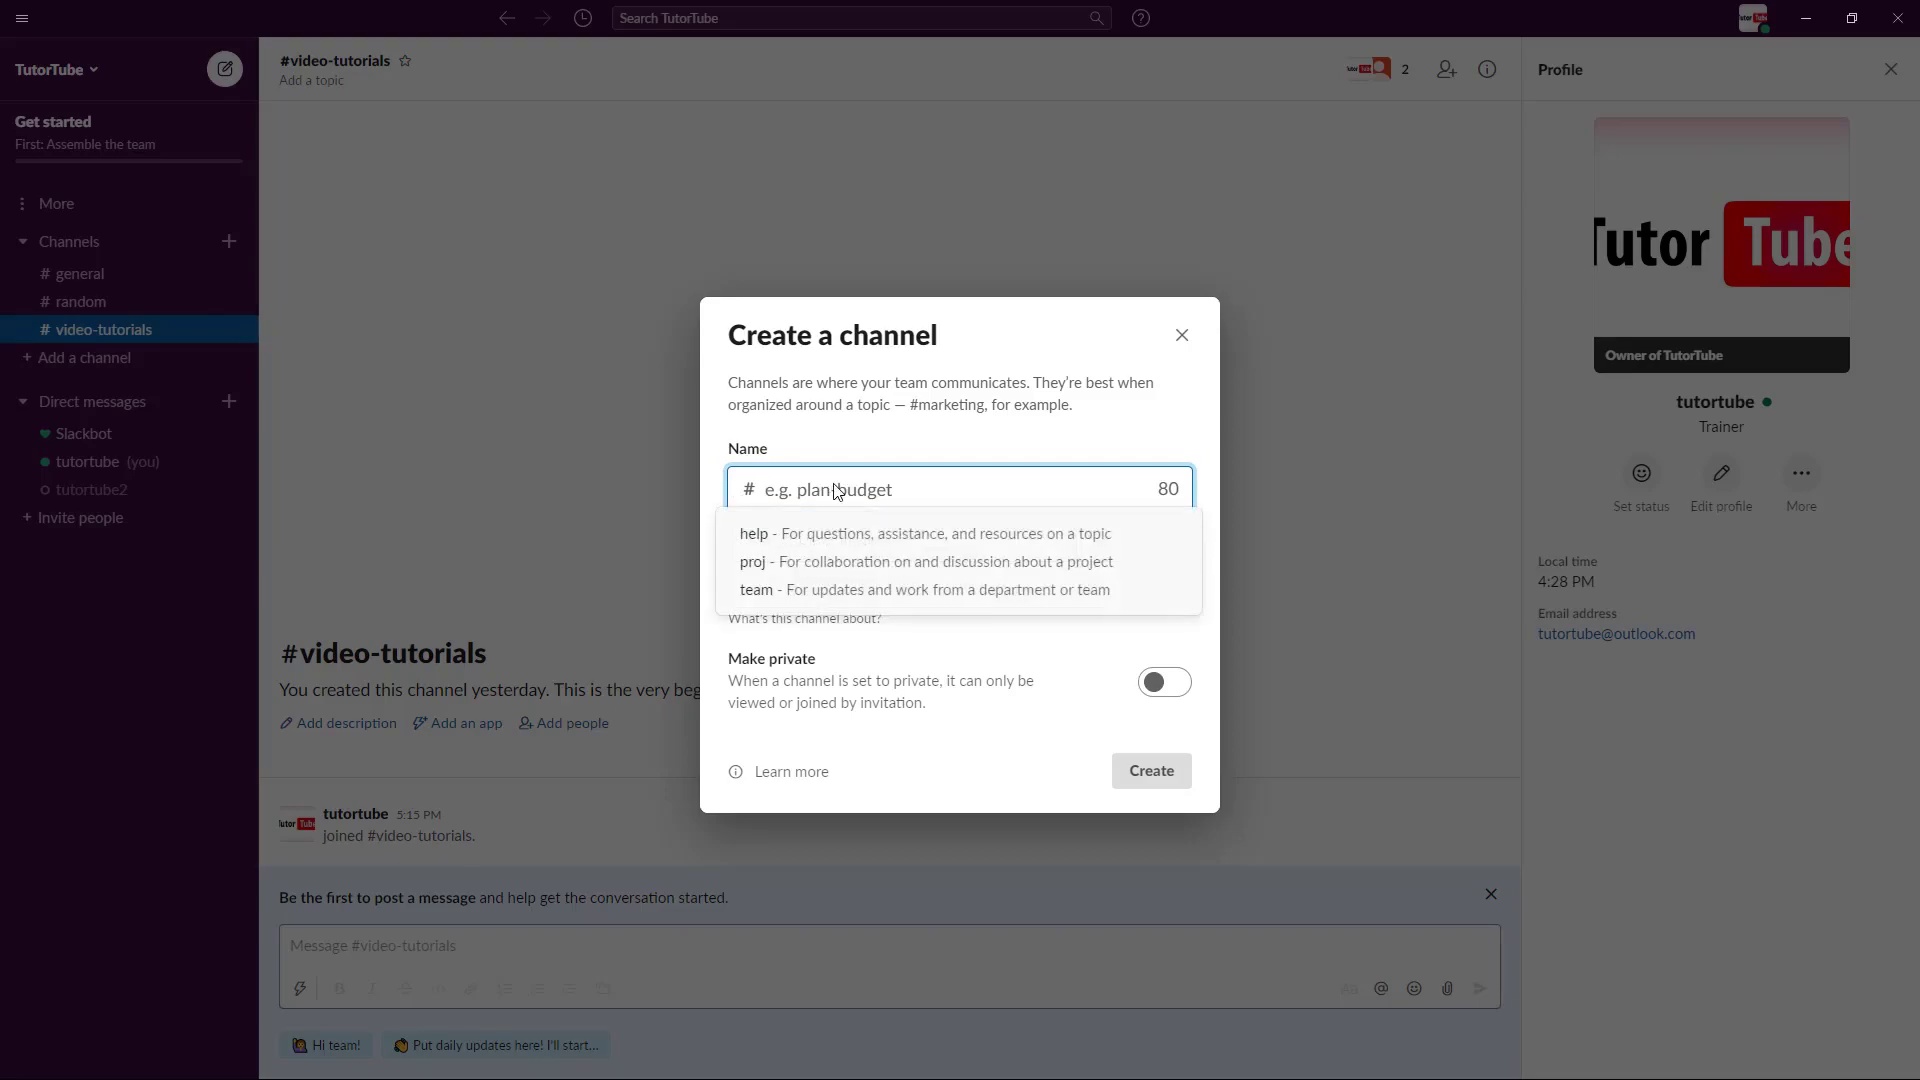 Search TutorTube
TutorTube
Get started
First: Assemble the team
More
Channels
# general
# random
# video-tutorials
+ Add a channel
Direct messages
Slackbot
tutortube (you)
tutortube2
+ Invite people
#video-tutorials
Add a topic
2
#video-tutorials
You created this channel yesterday. This is the very beg
Add description
Add an app
Add people
tutortube 5:15 PM
joined #video-tutorials.
Be the first to post a message and help get the conversation started.
Message #video-tutorials
Hi team!
Put daily updates here! I'll start...
Create a channel
Channels are where your team communicates. They're best when
organized around a topic — #marketing, for example.
Name
# e.g. plan-budget 80
help - For questions, assistance, and resources on a topic
proj - For collaboration on and discussion about a project
team - For updates and work from a department or team
What's this channel about?
Make private
When a channel is set to private, it can only be
viewed or joined by invitation.
Learn more
Create
Profile
Tutor Tube
Owner of TutorTube
tutortube
Trainer
Set status
Edit profile
More
Local time
4:28 PM
Email address
tutortube@outlook.com